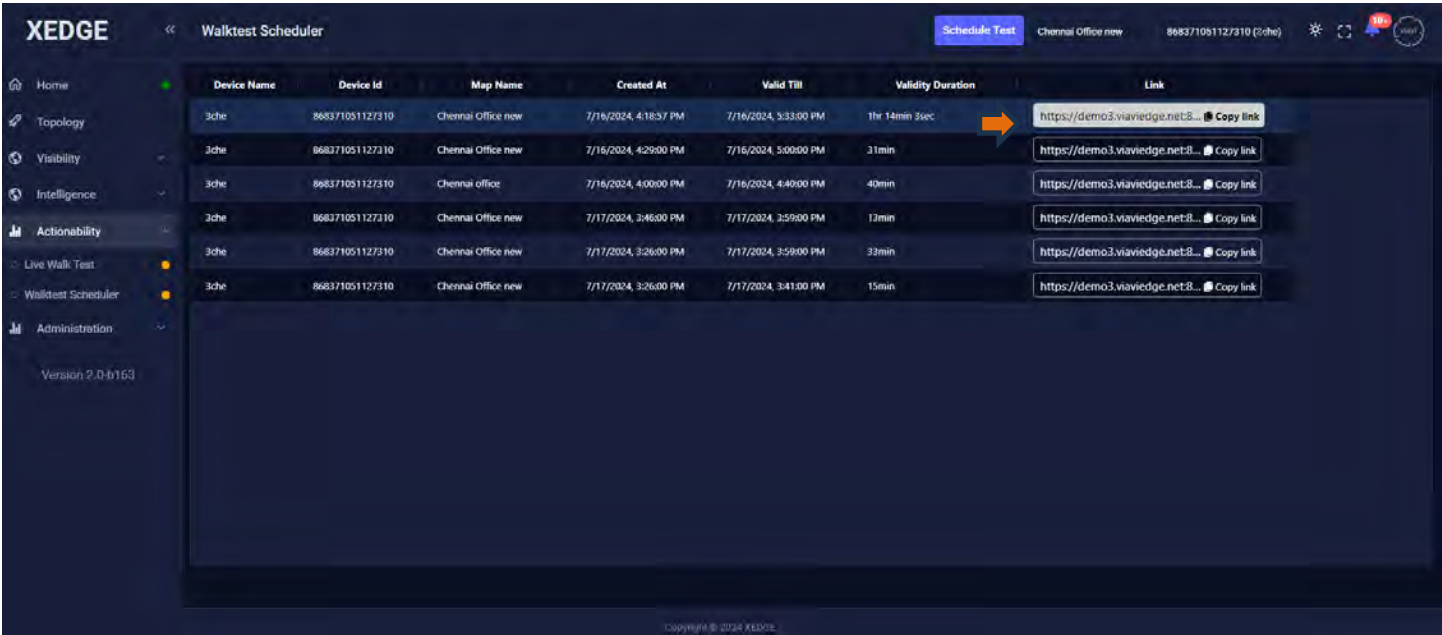 XEDGE « Walktest Scheduler Schedule Test Chennai Office new 868371051127310 (3che) 10+
Home
Topology
Visibility
Intelligence
Actionability
Live Walk Test
Walktest Scheduler
Administration
Version 2.0-b163
Device Name Device Id Map Name Created At Valid Till Validity Duration Link
3che 868371051127310 Chennai Office new 7/16/2024, 4:18:57 PM 7/16/2024, 5:33:00 PM 1hr 14min 3sec https://demo3.viaviedge.net:8... Copy link
3che 868371051127310 Chennai Office new 7/16/2024, 4:29:00 PM 7/16/2024, 5:00:00 PM 31min https://demo3.viaviedge.net:8... Copy link
3che 868371051127310 Chennai office 7/16/2024, 4:00:00 PM 7/16/2024, 4:40:00 PM 40min https://demo3.viaviedge.net:8... Copy link
3che 868371051127310 Chennai Office new 7/17/2024, 3:46:00 PM 7/17/2024, 3:59:00 PM 13min https://demo3.viaviedge.net:8... Copy link
3che 868371051127310 Chennai Office new 7/17/2024, 3:26:00 PM 7/17/2024, 3:59:00 PM 33min https://demo3.viaviedge.net:8... Copy link
3che 868371051127310 Chennai Office new 7/17/2024, 3:26:00 PM 7/17/2024, 3:41:00 PM 15min https://demo3.viaviedge.net:8... Copy link
Copyright © 2024 XEDGE